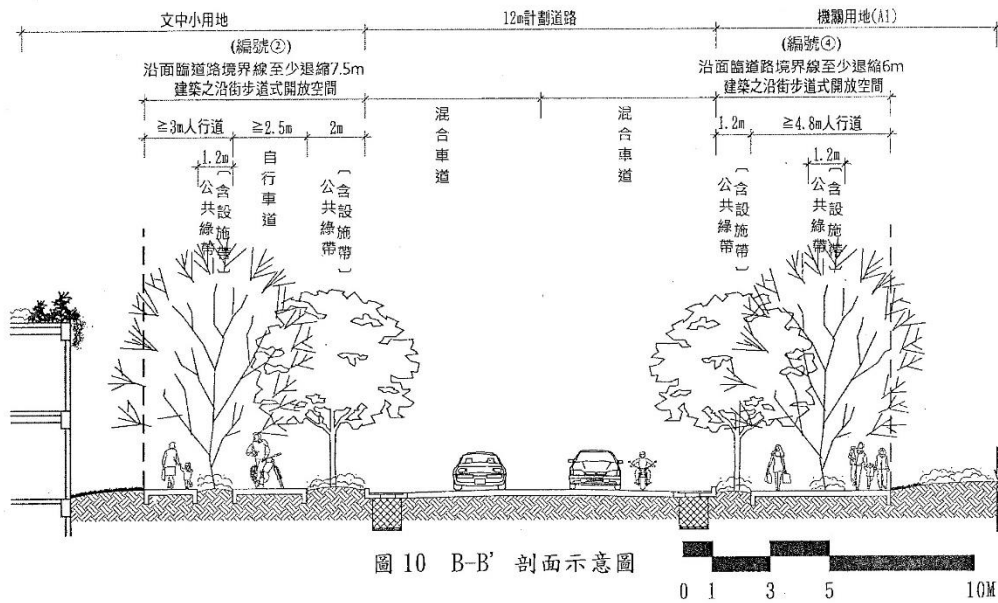 文中小用地
12m計劃道路
機關用地(A1)
(編號②)
沿面臨道路境界線至少退縮7.5m
建築之沿街步道式開放空間
(編號④)
沿面臨道路境界線至少退縮6m
建築之沿街步道式開放空間
≧3m人行道
≧2.5m
2m
混合車道
混合車道
1.2m
≧4.8m人行道
1.2m
公共綠帶
〔含設施帶〕
自行車道
公共綠帶
〔含設施帶〕
公共綠帶
〔含設施帶〕
1.2m
公共綠帶
〔含設施帶〕
圖 10 B-B' 剖面示意圖
0 1 3 5 10M